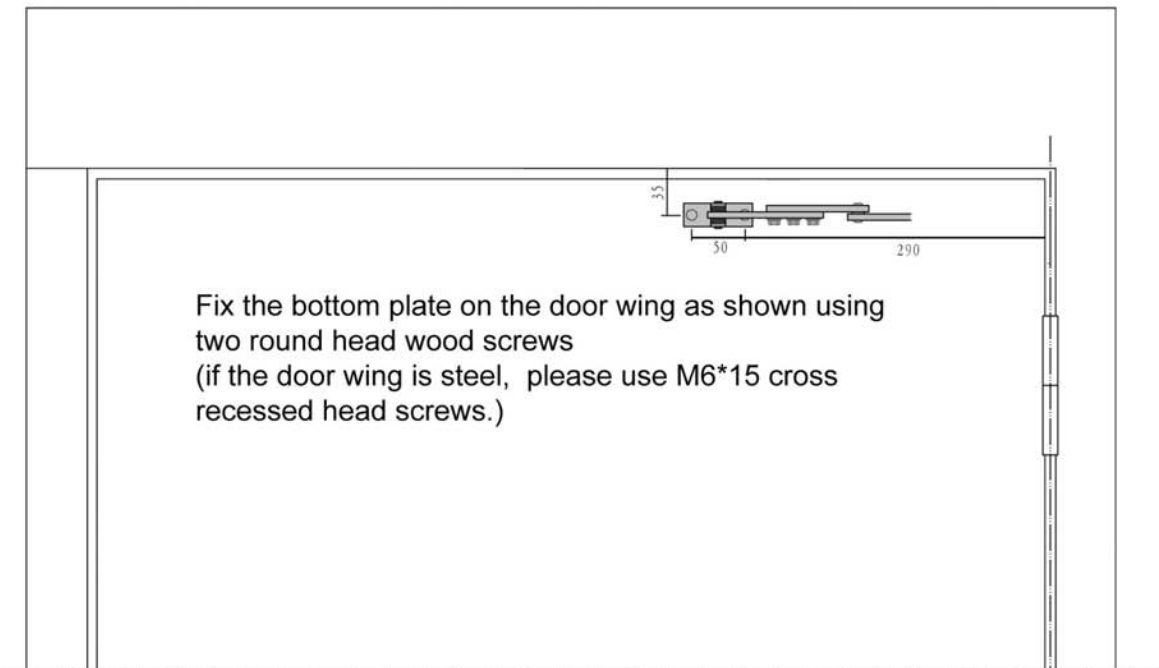 35
50
290
Fix the bottom plate on the door wing as shown using
two round head wood screws
(if the door wing is steel, please use M6*15 cross
recessed head screws.)